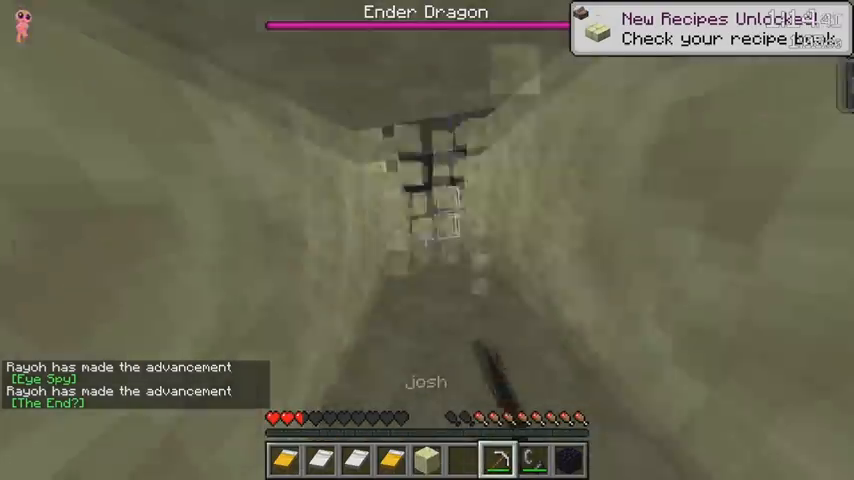 Ender Dragon
New Recipes Unlocked!
Check your recipe book
Rayoh has made the advancement
[Eye Spy]
Rayoh has made the advancement
[The End?]
josh